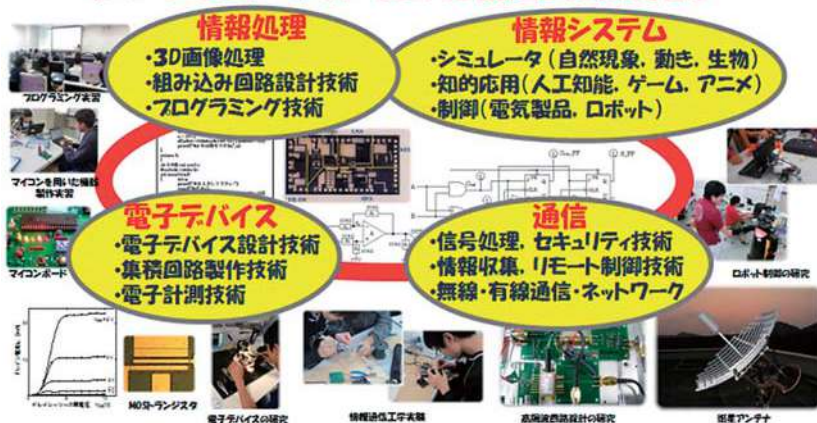 情報処理
・3D画像処理
・組み込み回路設計技術
・プログラミング技術
情報システム
・シミュレータ(自然現象, 動き, 生物)
・知的応用(人工知能, ゲーム, アニメ)
・制御(電気製品, ロボット)
プログラミング実習
マイコンを用いた機器
製作実習
マイコンボード
電子デバイス
・電子デバイス設計技術
・集積回路製作技術
・電子計測技術
通信
・信号処理, セキュリティ技術
・情報収集, リモート制御技術
・無線・有線通信・ネットワーク
ロボット制御の研究
MOSトランジスタ
電子デバイスの研究
情報通信工学実験
高周波回路設計の研究
衛星アンテナ